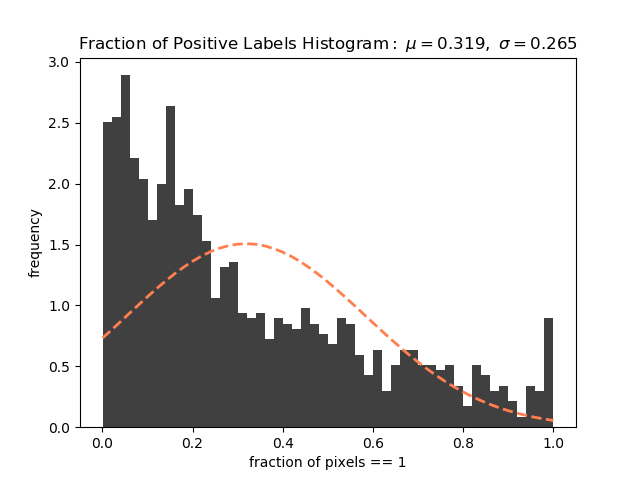 Fraction of Positive Labels Histogram: μ = 0.319, σ = 0.265
3.0
2.5
2.0
1.5
1.0
0.5
0.0
frequency
0.0 0.2 0.4 0.6 0.8 1.0
fraction of pixels == 1